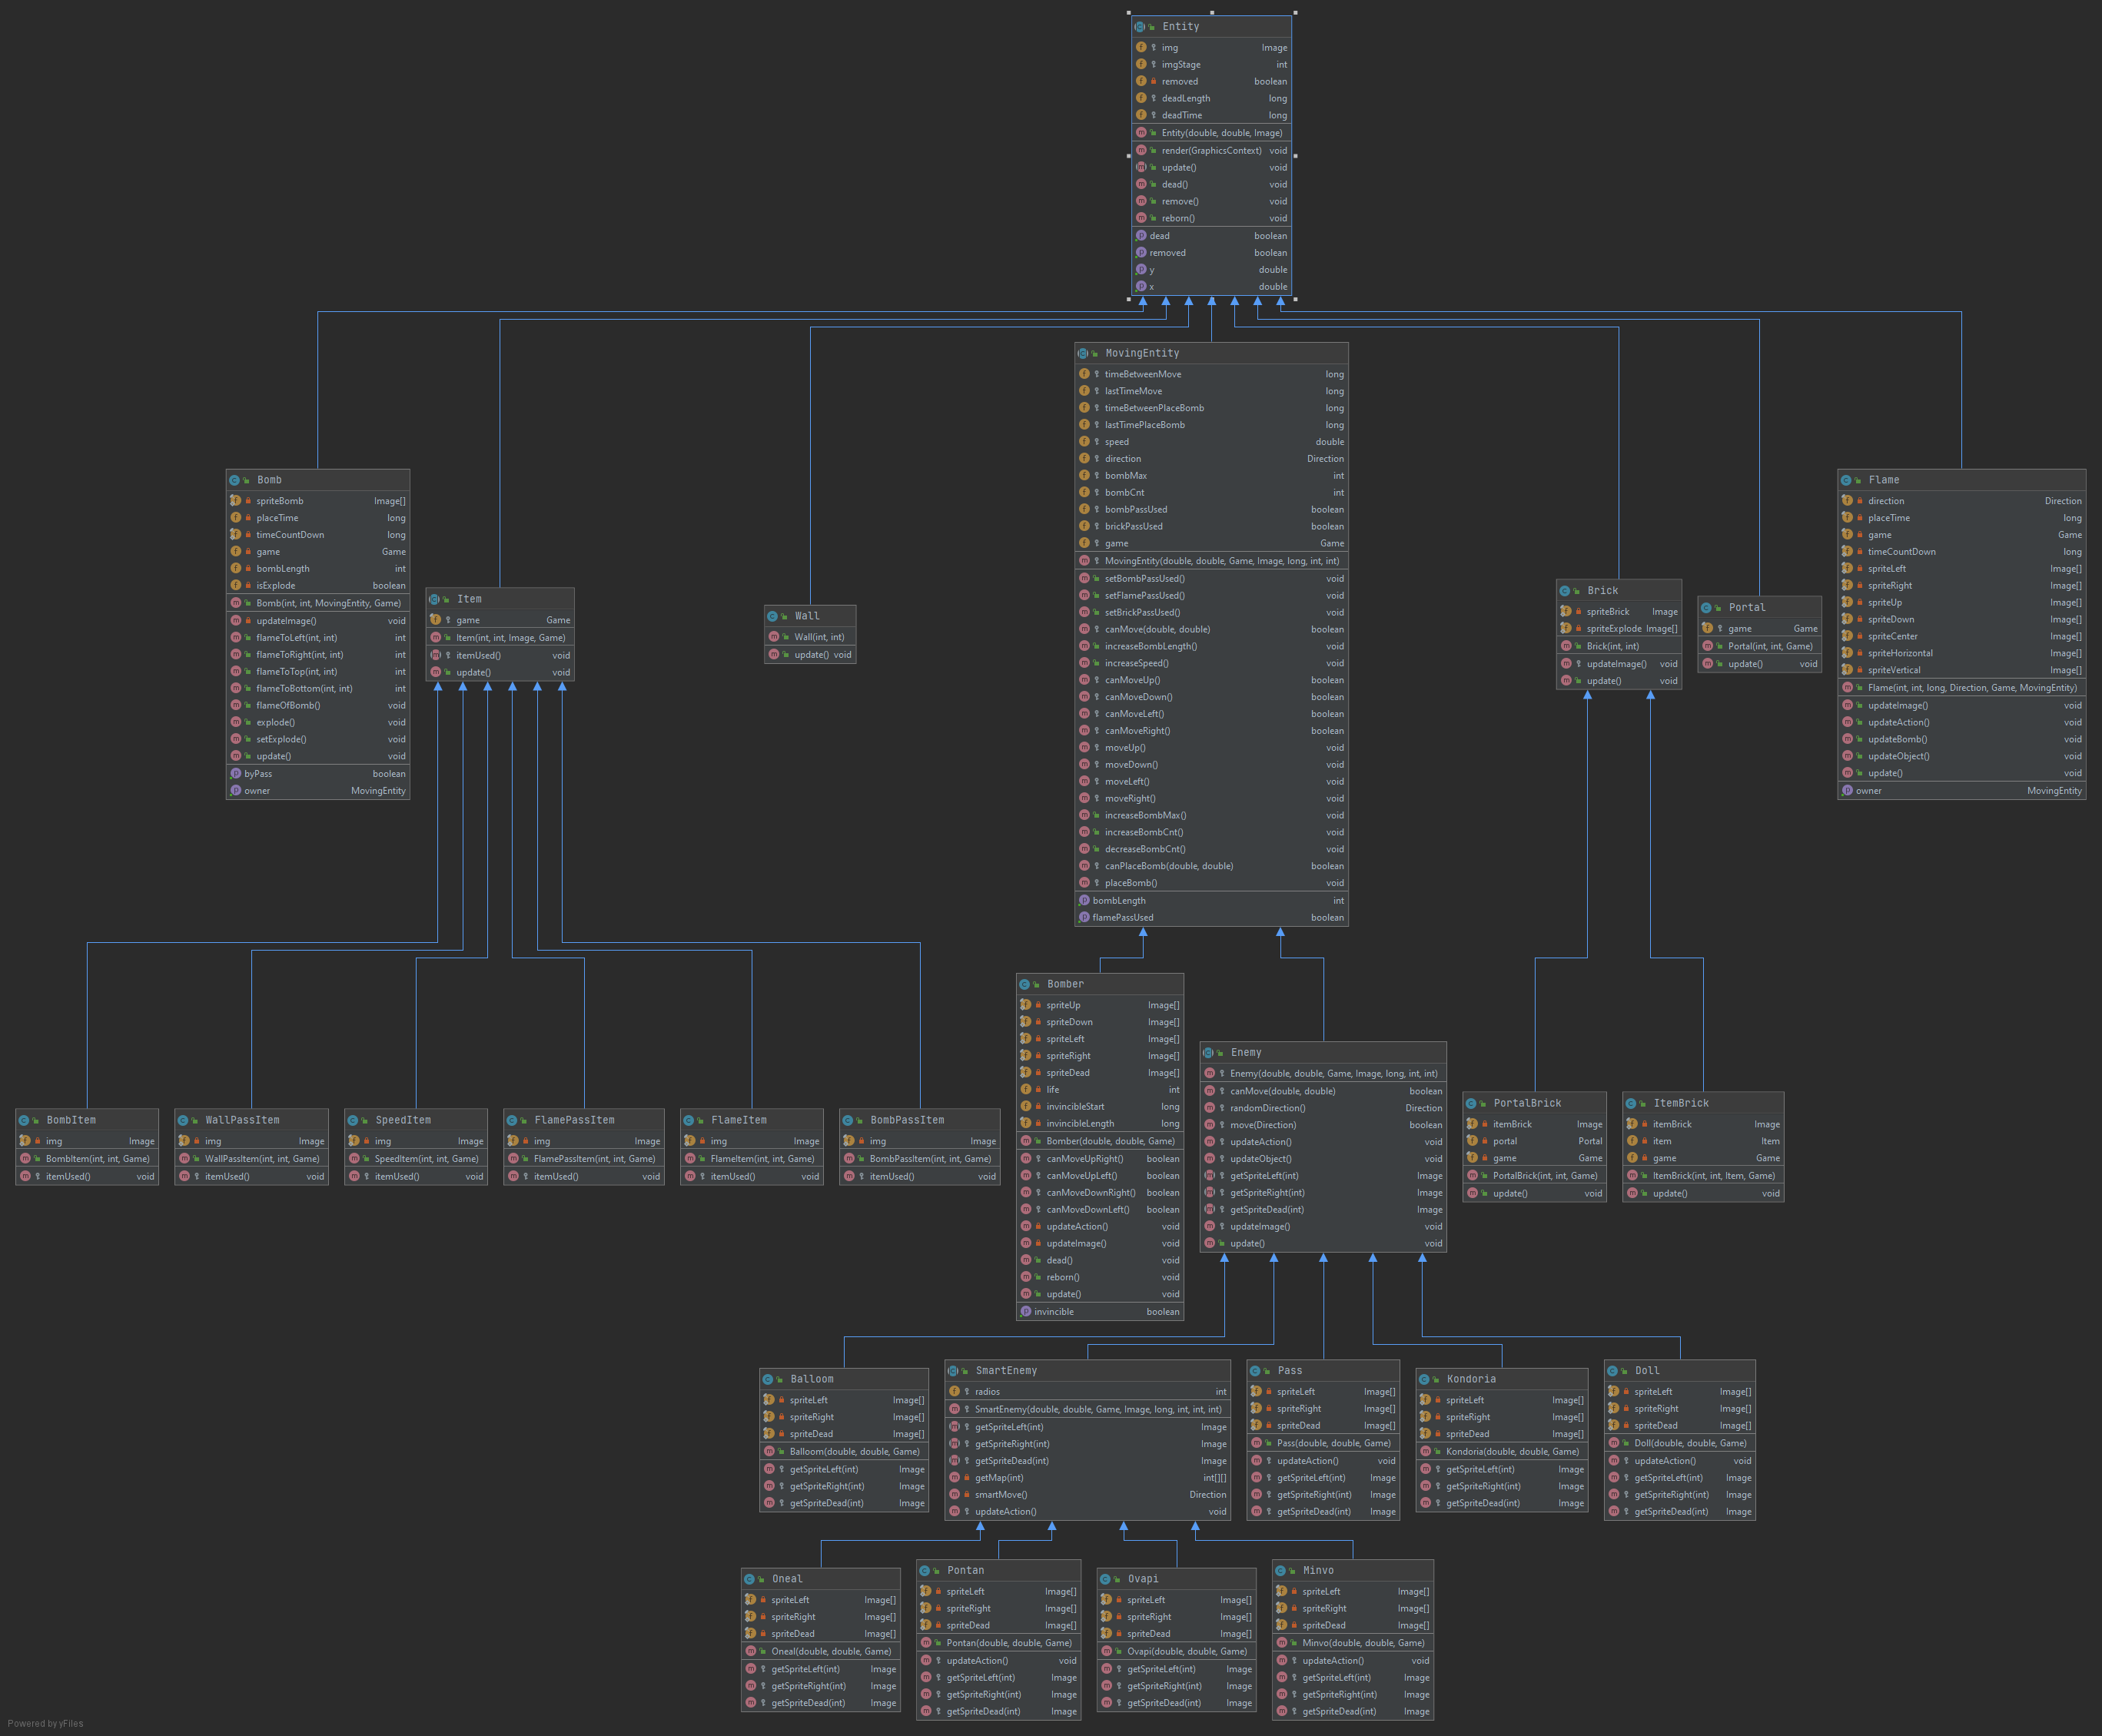 Entity
img Image
imgStage int
removed boolean
deadLength long
deadTime long
Entity(double, double, Image)
render(GraphicsContext) void
update() void
dead() void
remove() void
reborn() void
dead boolean
removed boolean
y double
x double
MovingEntity
timeBetweenMove long
lastTimeMove long
timeBetweenPlaceBomb long
lastTimePlaceBomb long
speed double
direction Direction
bombMax int
bombCnt int
bombPassUsed boolean
brickPassUsed boolean
game Game
MovingEntity(double, double, Game, Image, long, int, int)
setBombPassUsed() void
setFlamePassUsed() void
setBrickPassUsed() void
canMove(double, double) boolean
increaseBombLength() void
increaseSpeed() void
canMoveUp() boolean
canMoveDown() boolean
canMoveLeft() boolean
canMoveRight() boolean
moveUp() void
moveDown() void
moveLeft() void
moveRight() void
increaseBombMax() void
increaseBombCnt() void
decreaseBombCnt() void
canPlaceBomb(double, double) boolean
placeBomb() void
bombLength int
flamePassUsed boolean
Bomb
spriteBomb Image[]
placeTime long
timeCountDown long
game Game
bombLength int
isExplode boolean
Bomb(int, int, MovingEntity, Game)
updateImage() void
flameToLeft(int, int) int
flameToRight(int, int) int
flameToTop(int, int) int
flameToBottom(int, int) int
flameOfBomb() void
explode() void
setExplode() void
update() void
byPass boolean
owner MovingEntity
Item
game Game
Item(int, int, Image, Game)
itemUsed() void
update() void
Wall
Wall(int, int)
update() void
Brick
spriteBrick Image
spriteExplode Image[]
Brick(int, int)
updateImage() void
update() void
Portal
game Game
Portal(int, int, Game)
update() void
Flame
direction Direction
placeTime long
game Game
timeCountDown long
spriteLeft Image[]
spriteRight Image[]
spriteUp Image[]
spriteDown Image[]
spriteCenter Image[]
spriteHorizontal Image[]
spriteVertical Image[]
Flame(int, int, long, Direction, Game, MovingEntity)
updateImage() void
updateAction() void
updateBomb() void
updateObject() void
update() void
owner MovingEntity
Bomber
spriteUp Image[]
spriteDown Image[]
spriteLeft Image[]
spriteRight Image[]
spriteDead Image[]
life int
invincibleStart long
invincibleLength long
Bomber(double, double, Game)
canMoveUpRight() boolean
canMoveUpLeft() boolean
canMoveDownRight() boolean
canMoveDownLeft() boolean
updateAction() void
updateImage() void
dead() void
reborn() void
update() void
invincible boolean
Enemy
Enemy(double, double, Game, Image, long, int, int)
canMove(double, double) boolean
randomDirection() Direction
move(Direction) boolean
updateAction() void
updateObject() void
getSpriteLeft(int) Image
getSpriteRight(int) Image
getSpriteDead(int) Image
updateImage() void
update() void
BombItem
img Image
BombItem(int, int, Game)
itemUsed() void
WallPassItem
img Image
WallPassItem(int, int, Game)
itemUsed() void
SpeedItem
img Image
SpeedItem(int, int, Game)
itemUsed() void
FlamePassItem
img Image
FlamePassItem(int, int, Game)
itemUsed() void
FlameItem
img Image
FlameItem(int, int, Game)
itemUsed() void
BombPassItem
img Image
BombPassItem(int, int, Game)
itemUsed() void
PortalBrick
itemBrick Image
portal Portal
game Game
PortalBrick(int, int, Game)
update() void
ItemBrick
itemBrick Image
item Item
game Game
ItemBrick(int, int, Item, Game)
update() void
Balloom
spriteLeft Image[]
spriteRight Image[]
spriteDead Image[]
Balloom(double, double, Game)
getSpriteLeft(int) Image
getSpriteRight(int) Image
getSpriteDead(int) Image
SmartEnemy
radios int
SmartEnemy(double, double, Game, Image, long, int, int, int)
getSpriteLeft(int) Image
getSpriteRight(int) Image
getSpriteDead(int) Image
getMap(int) int[][]
smartMove() Direction
updateAction() void
Pass
spriteLeft Image[]
spriteRight Image[]
spriteDead Image[]
Pass(double, double, Game)
updateAction() void
getSpriteLeft(int) Image
getSpriteRight(int) Image
getSpriteDead(int) Image
Kondoria
spriteLeft Image[]
spriteRight Image[]
spriteDead Image[]
Kondoria(double, double, Game)
getSpriteLeft(int) Image
getSpriteRight(int) Image
getSpriteDead(int) Image
Doll
spriteLeft Image[]
spriteRight Image[]
spriteDead Image[]
Doll(double, double, Game)
updateAction() void
getSpriteLeft(int) Image
getSpriteRight(int) Image
getSpriteDead(int) Image
Oneal
spriteLeft Image[]
spriteRight Image[]
spriteDead Image[]
Oneal(double, double, Game)
getSpriteLeft(int) Image
getSpriteRight(int) Image
getSpriteDead(int) Image
Pontan
spriteLeft Image[]
spriteRight Image[]
spriteDead Image[]
Pontan(double, double, Game)
updateAction() void
getSpriteLeft(int) Image
getSpriteRight(int) Image
getSpriteDead(int) Image
Ovapi
spriteLeft Image[]
spriteRight Image[]
spriteDead Image[]
Ovapi(double, double, Game)
getSpriteLeft(int) Image
getSpriteRight(int) Image
getSpriteDead(int) Image
Minvo
spriteLeft Image[]
spriteRight Image[]
spriteDead Image[]
Minvo(double, double, Game)
updateAction() void
getSpriteLeft(int) Image
getSpriteRight(int) Image
getSpriteDead(int) Image
Powered by yFiles